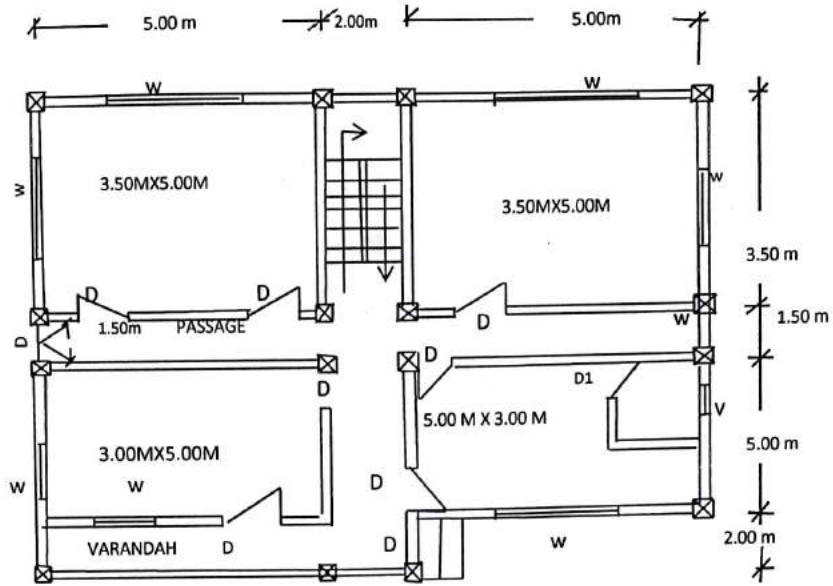 5.00 m
2.00m
5.00m
W
W
3.50MX5.00M
W
3.50MX5.00M
W
3.50 m
D
D
D
W
1.50m
PASSAGE
1.50 m
D
D
D
D1
5.00 M X 3.00 M
V
3.00MX5.00M
5.00 m
W
W
D
VARANDAH
D
D
W
2.00 m